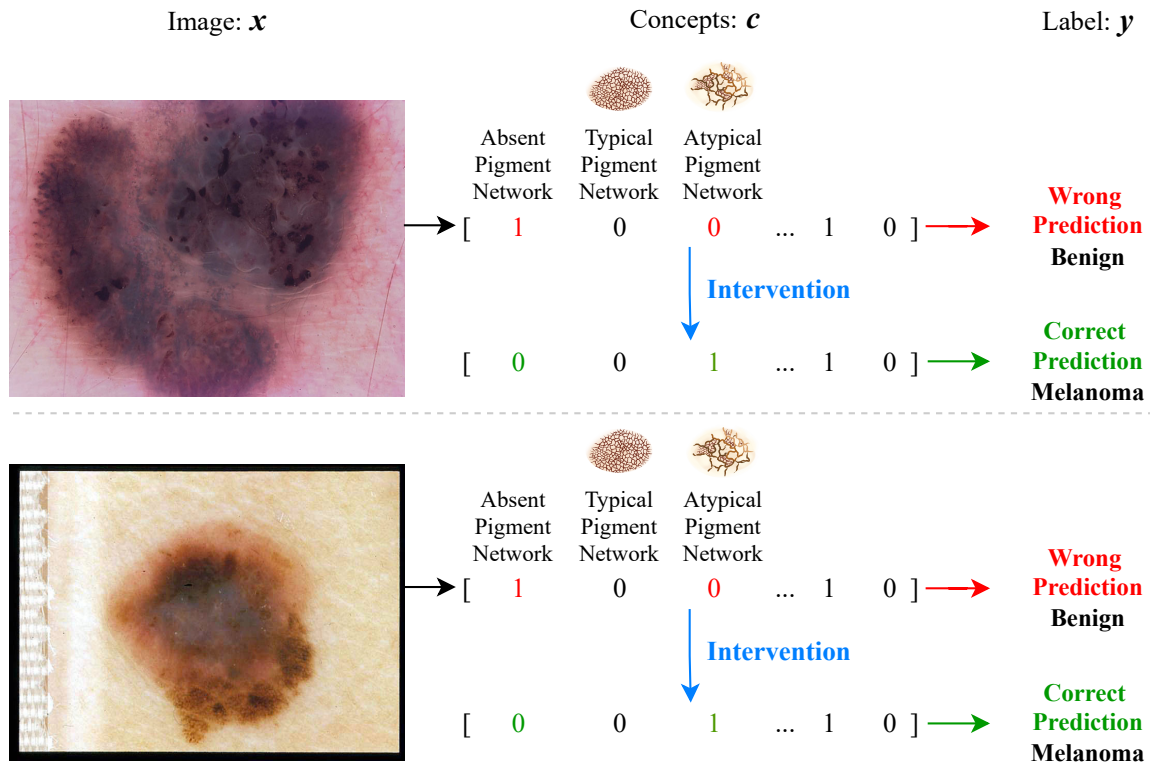 Image: x Concepts: c Label: y
Absent Typical Atypical
Pigment Pigment Pigment
Network Network Network
[ 1 0 0 ... 1 0 ]
Wrong
Prediction
Benign
Intervention
[ 0 0 1 ... 1 0 ]
Correct
Prediction
Melanoma
Absent Typical Atypical
Pigment Pigment Pigment
Network Network Network
[ 1 0 0 ... 1 0 ]
Wrong
Prediction
Benign
Intervention
[ 0 0 1 ... 1 0 ]
Correct
Prediction
Melanoma